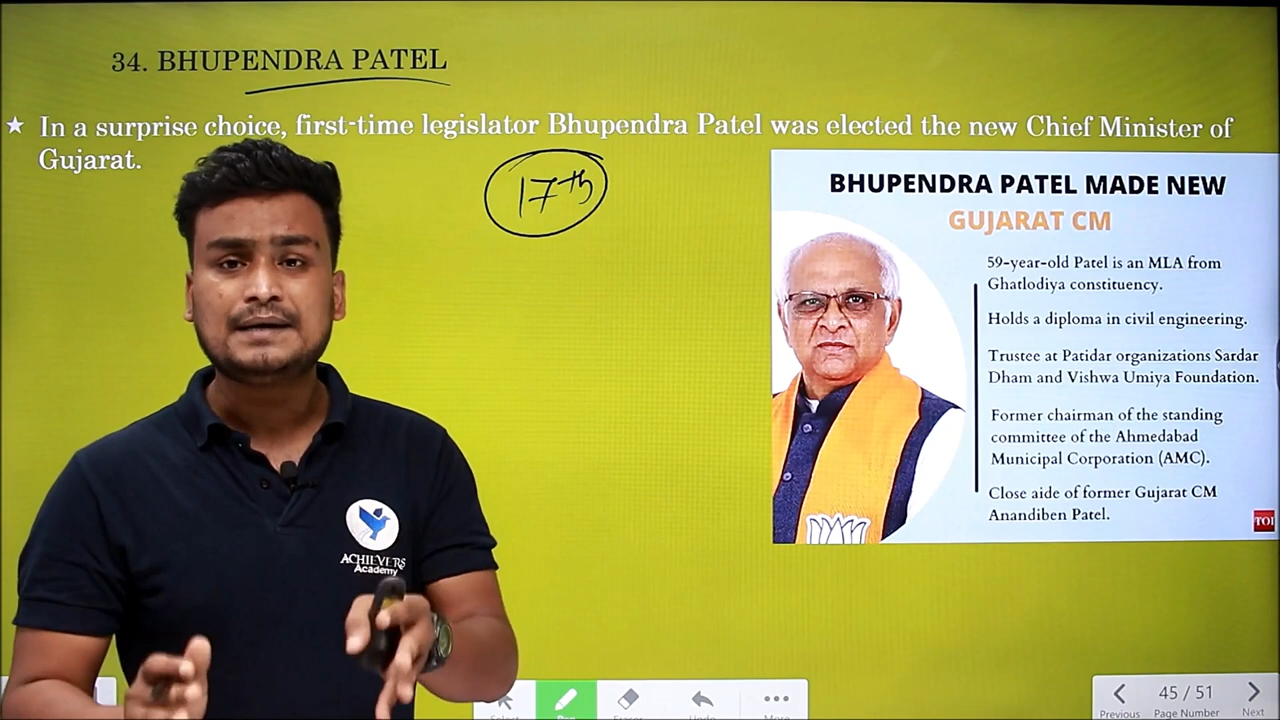 34. BHUPENDRA PATEL
★ In a surprise choice, first-time legislator Bhupendra Patel was elected the new Chief Minister of
Gujarat.
17th
BHUPENDRA PATEL MADE NEW
GUJARAT CM
59-year-old Patel is an MLA from
Ghatlodiya constituency.
Holds a diploma in civil engineering.
Trustee at Patidar organizations Sardar
Dham and Vishwa Umiya Foundation.
Former chairman of the standing
committee of the Ahmedabad
Municipal Corporation (AMC).
Close aide of former Gujarat CM
Anandiben Patel.
TOI
ACHIEVERS
Academy
Select
Pen
Eraser
Undo
More
Previous
45 / 51
Page Number
Next